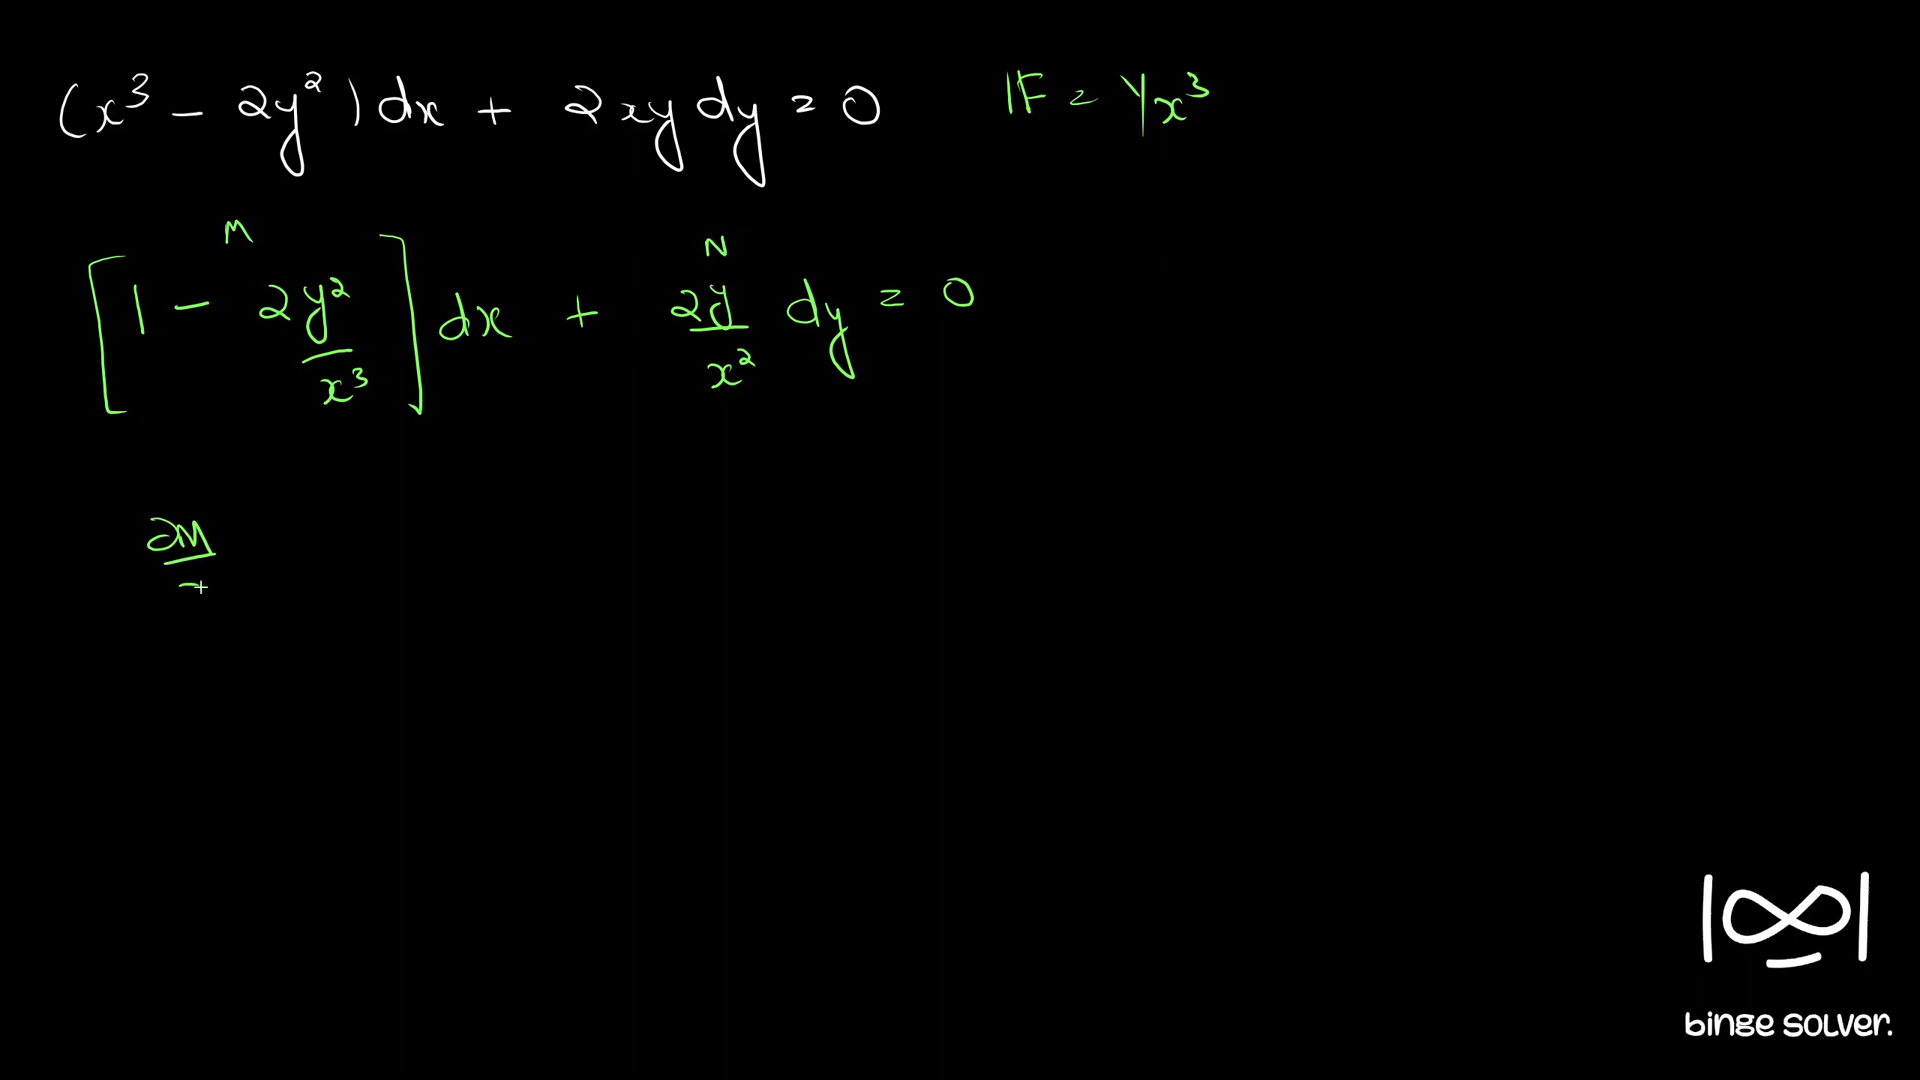 (x³ - 2y²) dx + 2xy dy = 0 IF = 1/x³
M N
[1 - 2y²/x³] dx + 2y/x² dy = 0
∂M
binge solver.